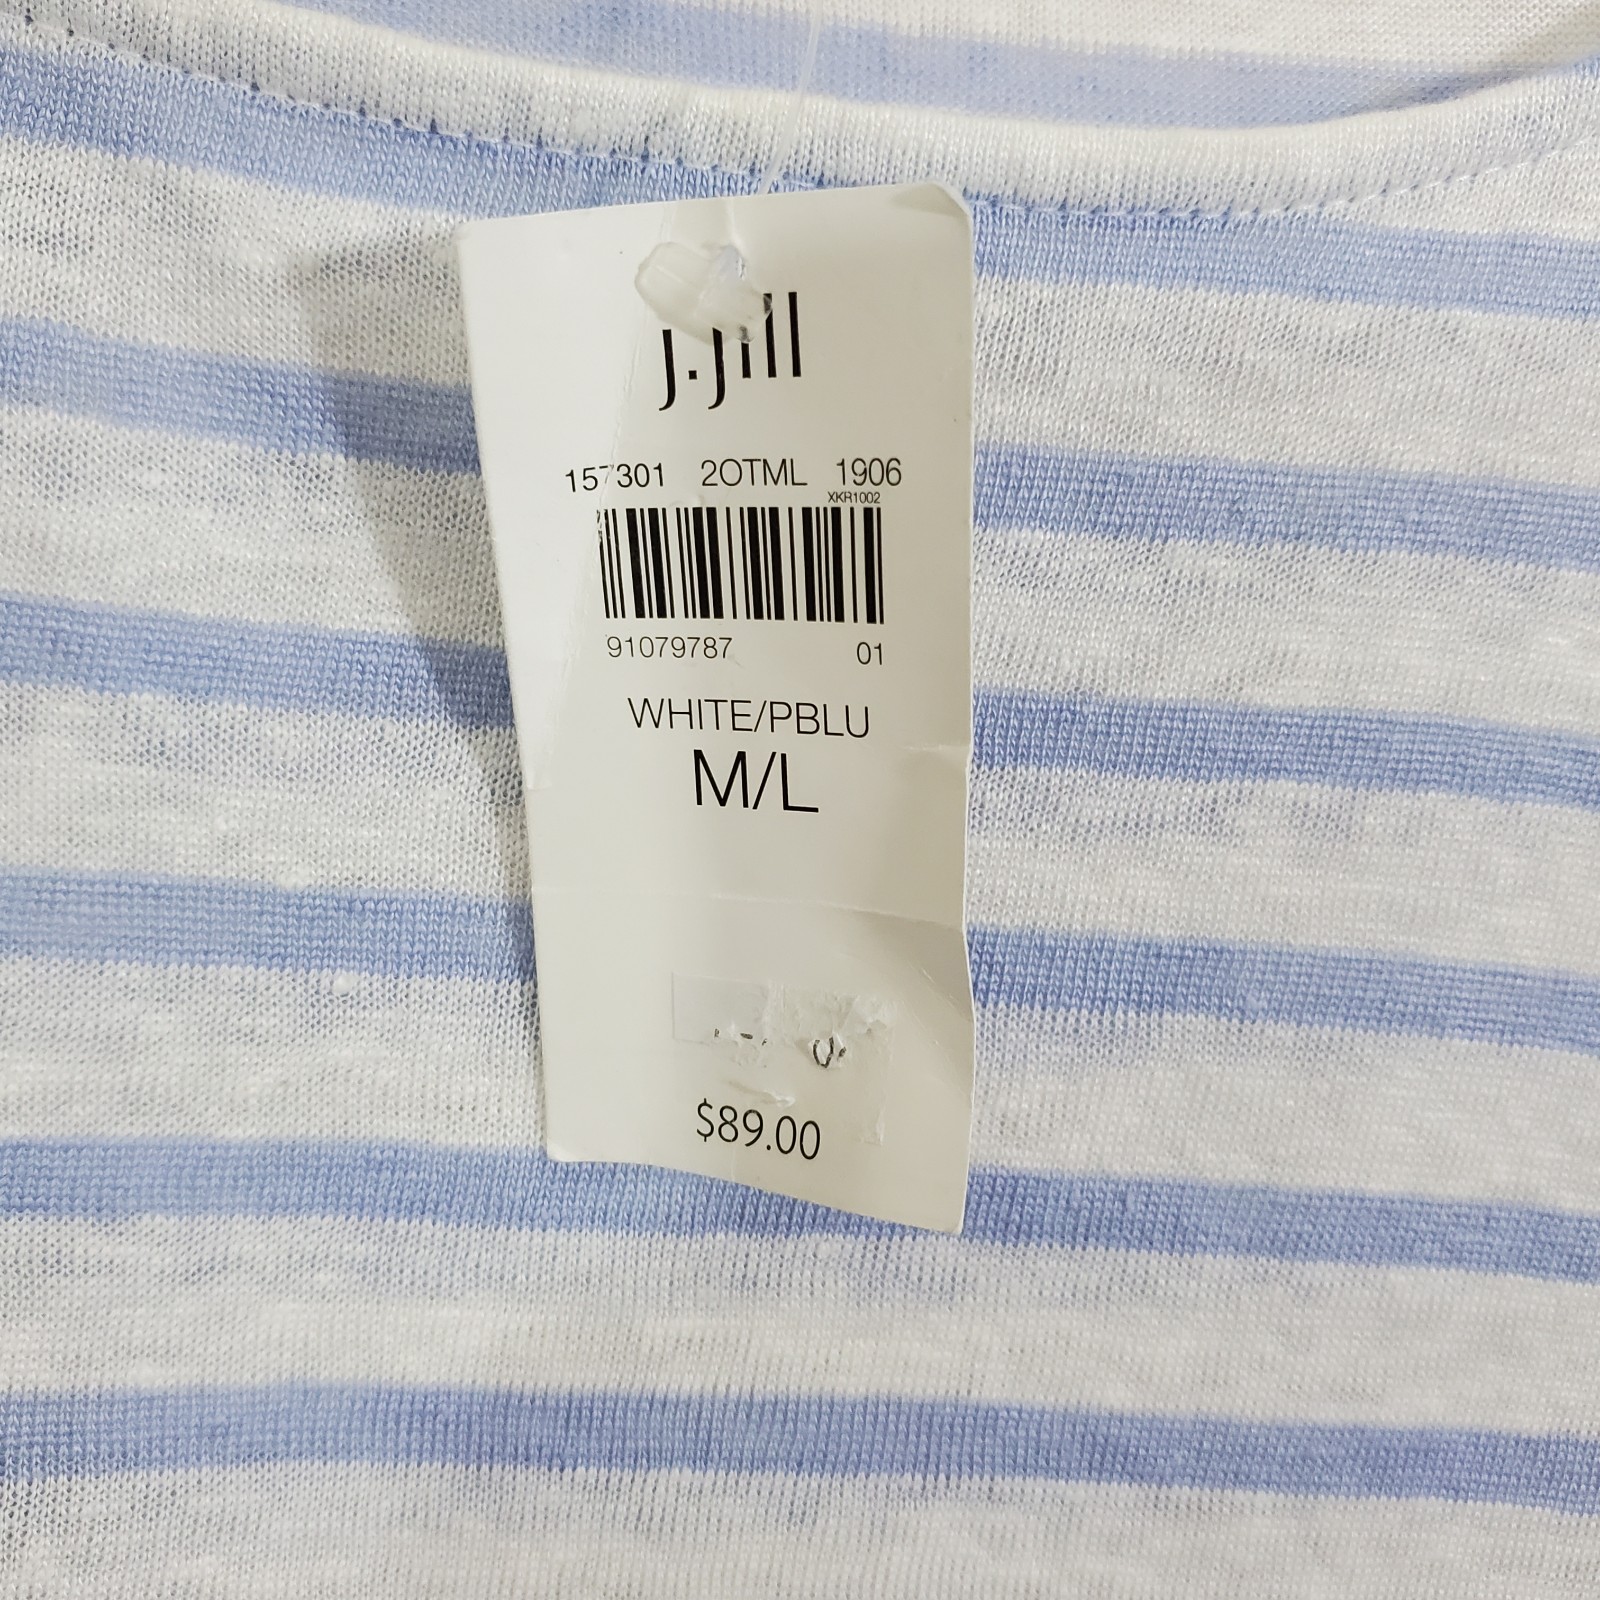 j.jill
157301 2OTML 1906
XKR1002
91079787 01
WHITE/PBLU
M/L
$89.00